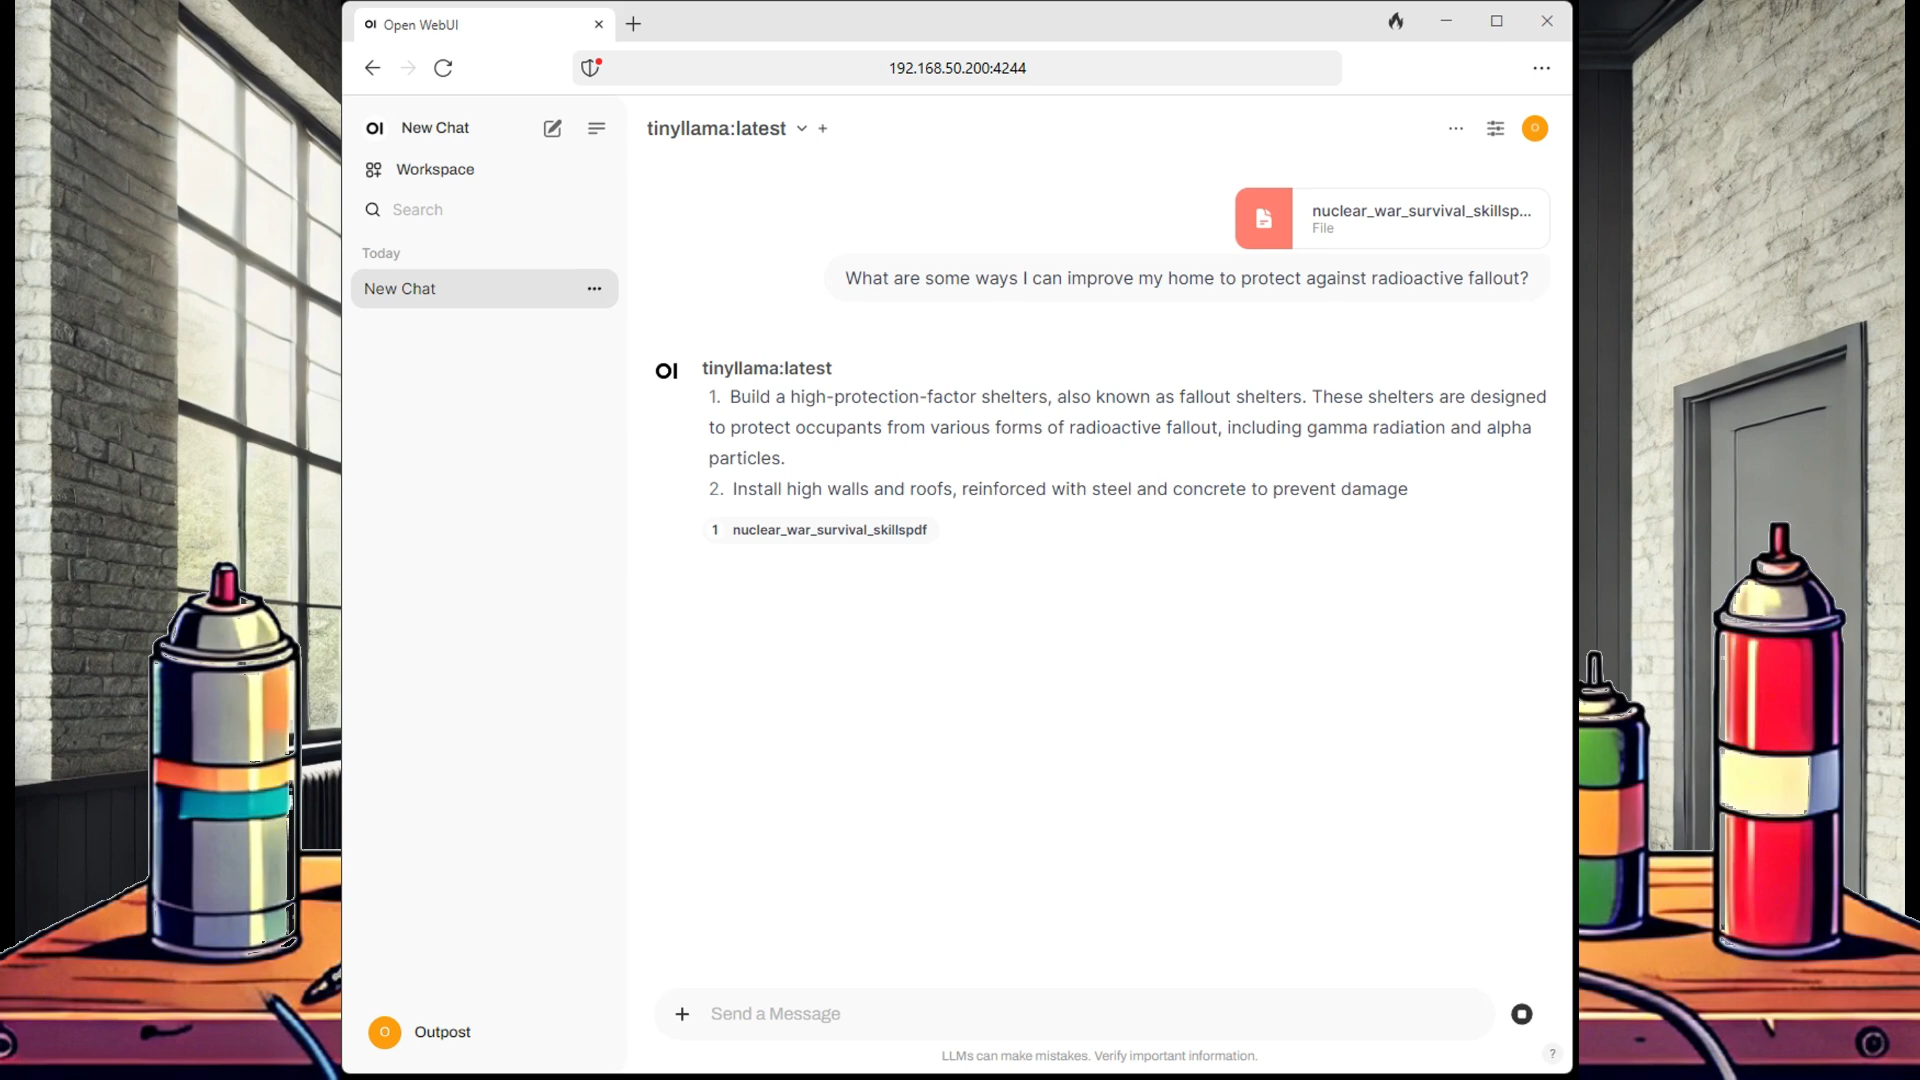 OI Open WebUI
192.168.50.200:4244
OI New Chat
Workspace
Search
Today
New Chat
tinyllama:latest
O
nuclear_war_survival_skillsp...
File
What are some ways I can improve my home to protect against radioactive fallout?
OI tinyllama:latest
1. Build a high-protection-factor shelters, also known as fallout shelters. These shelters are designed
to protect occupants from various forms of radioactive fallout, including gamma radiation and alpha
particles.
2. Install high walls and roofs, reinforced with steel and concrete to prevent damage
1 nuclear_war_survival_skillspdf
O Outpost
Send a Message
LLMs can make mistakes. Verify important information.
?